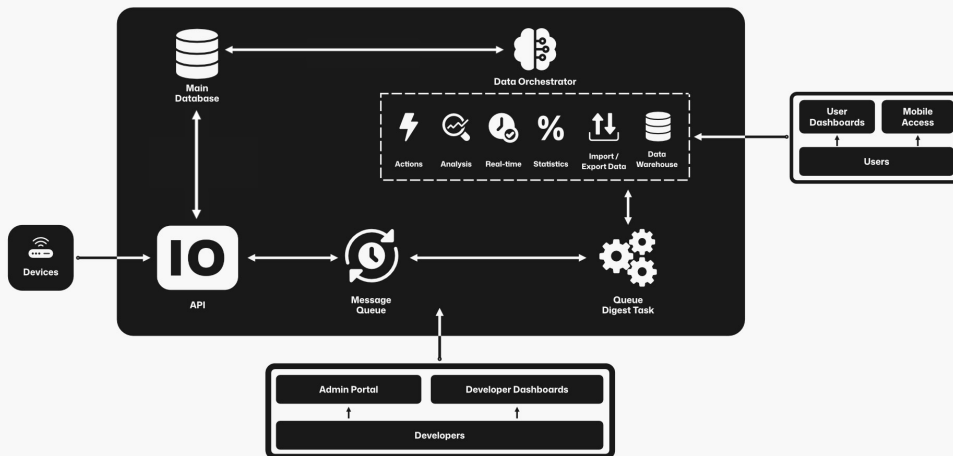 Main
Database
Data Orchestrator
Actions
Analysis
Real-time
%
Statistics
Import /
Export Data
Data
Warehouse
User
Dashboards
Mobile
Access
Users
Devices
IO
API
Message
Queue
Queue
Digest Task
Admin Portal
Developer Dashboards
Developers